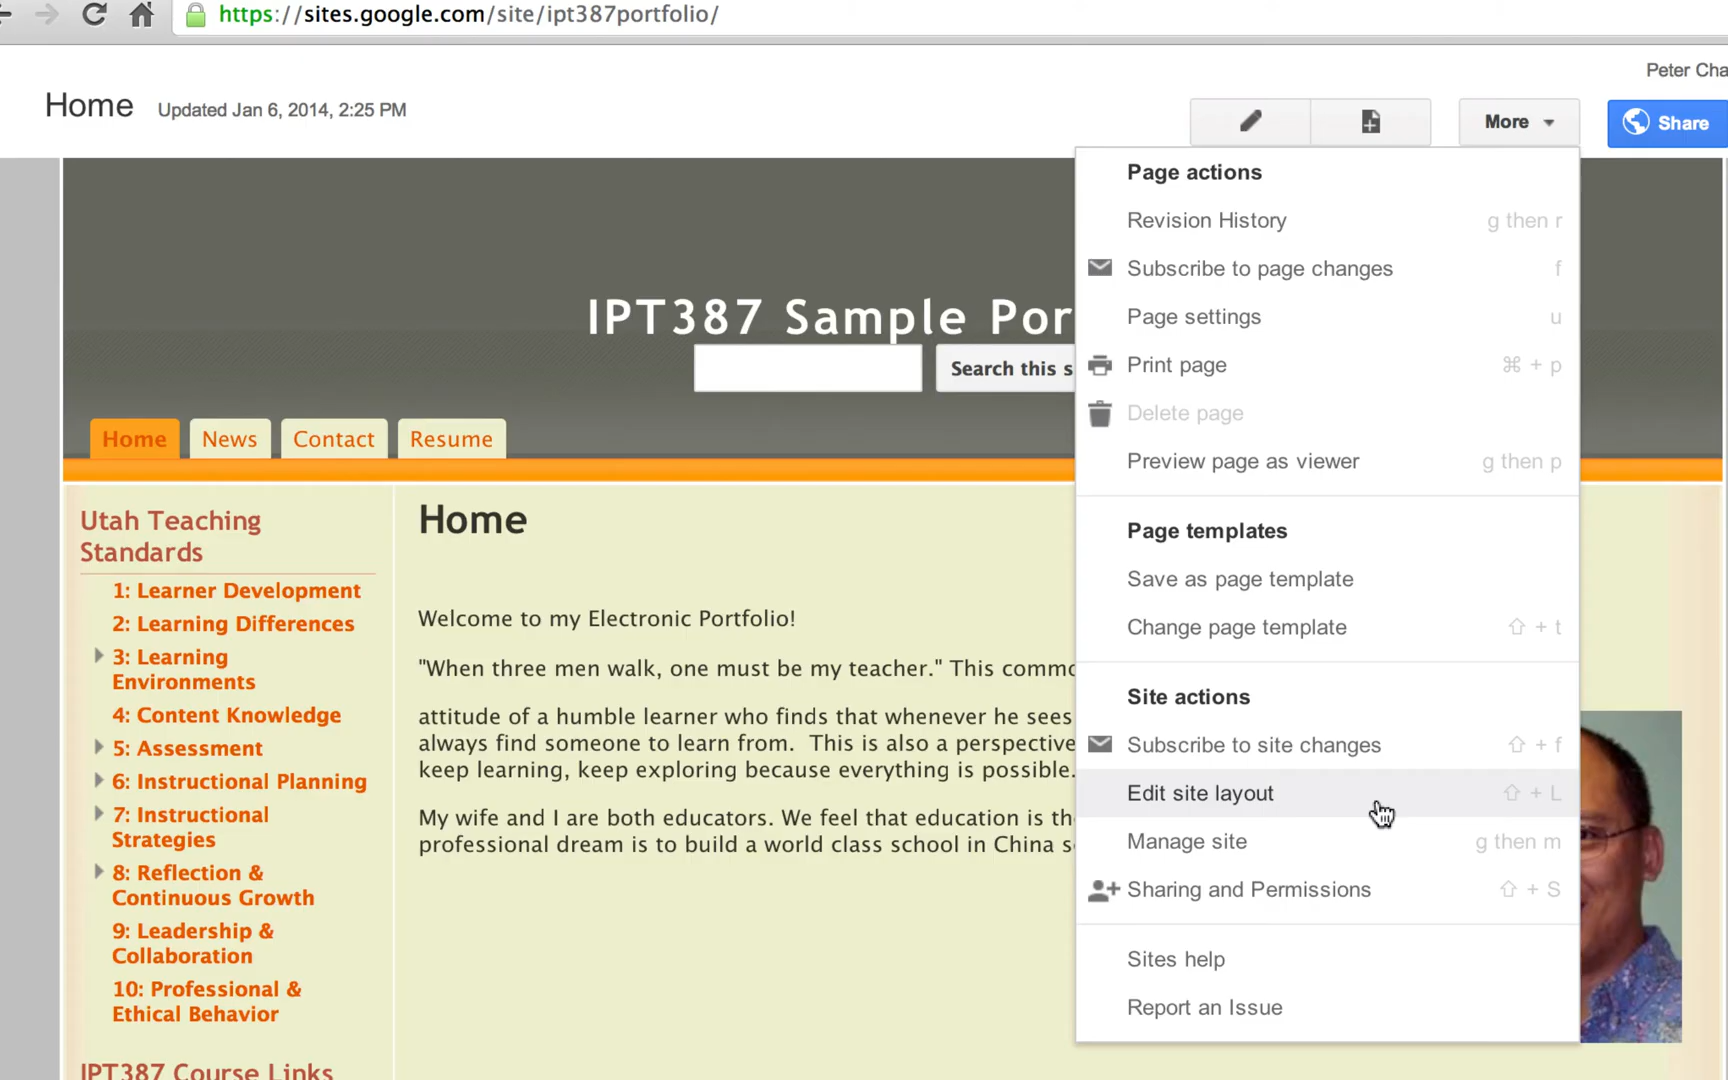 https://sites.google.com/site/ipt387portfolio/
Peter Cha
Home Updated Jan 6, 2014, 2:25 PM
More
Share
IPT387 Sample Por
Search this s
Home
News
Contact
Resume
Utah Teaching
Standards
1: Learner Development
2: Learning Differences
3: Learning
Environments
4: Content Knowledge
5: Assessment
6: Instructional Planning
7: Instructional
Strategies
8: Reflection &
Continuous Growth
9: Leadership &
Collaboration
10: Professional &
Ethical Behavior
IPT387 Course Links
Home
Welcome to my Electronic Portfolio!
"When three men walk, one must be my teacher." This commo
attitude of a humble learner who finds that whenever he sees
always find someone to learn from.  This is also a perspective
keep learning, keep exploring because everything is possible.
My wife and I are both educators. We feel that education is th
professional dream is to build a world class school in China s
Page actions
Revision History g then r
Subscribe to page changes f
Page settings u
Print page ⌘ + p
Delete page
Preview page as viewer g then p
Page templates
Save as page template
Change page template ⇧ + t
Site actions
Subscribe to site changes ⇧ + f
Edit site layout ⇧ + L
Manage site g then m
Sharing and Permissions ⇧ + S
Sites help
Report an Issue